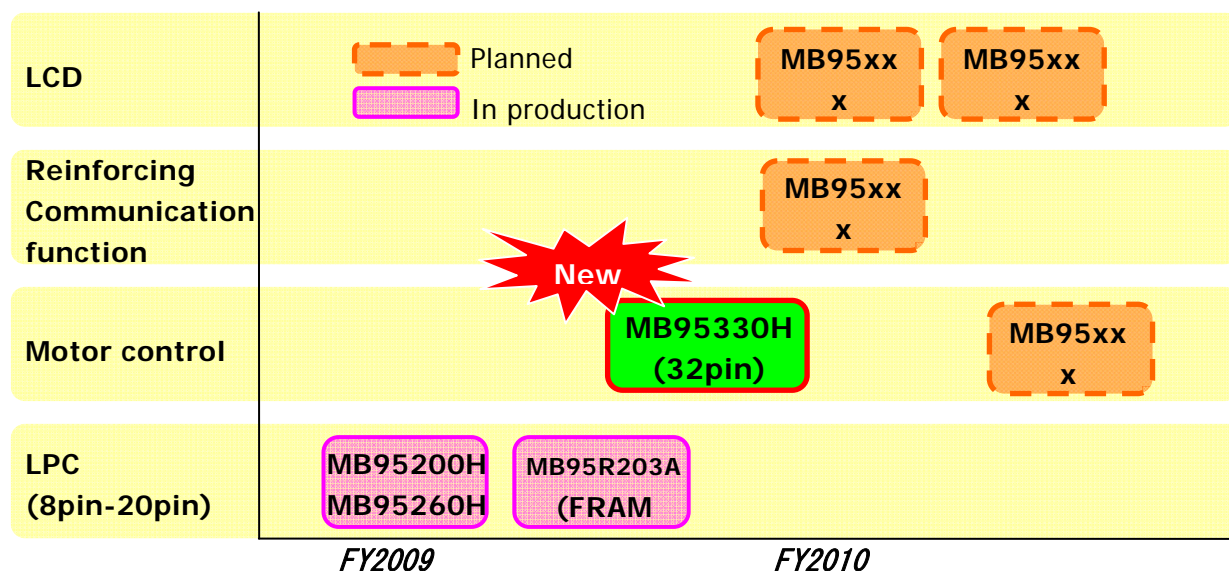 LCD
Planned
In production
MB95xx
x
MB95xx
x
Reinforcing
Communication
function
MB95xx
x
New
Motor control
MB95330H
(32pin)
MB95xx
x
LPC
(8pin-20pin)
MB95200H
MB95260H
MB95R203A
(FRAM
FY2009
FY2010